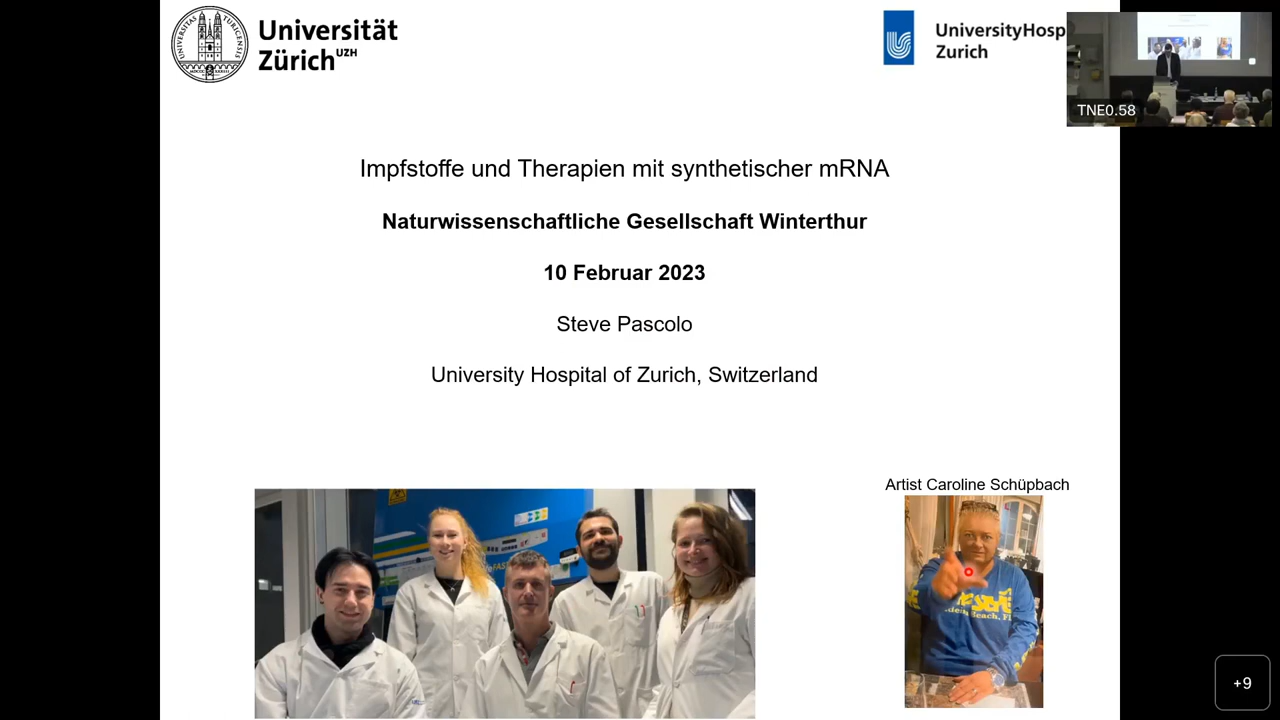 Universität
Zürich UZH
UniversityHosp
Zurich
TNE0.58
Impfstoffe und Therapien mit synthetischer mRNA
Naturwissenschaftliche Gesellschaft Winterthur
10 Februar 2023
Steve Pascolo
University Hospital of Zurich, Switzerland
Artist Caroline Schüpbach
+9